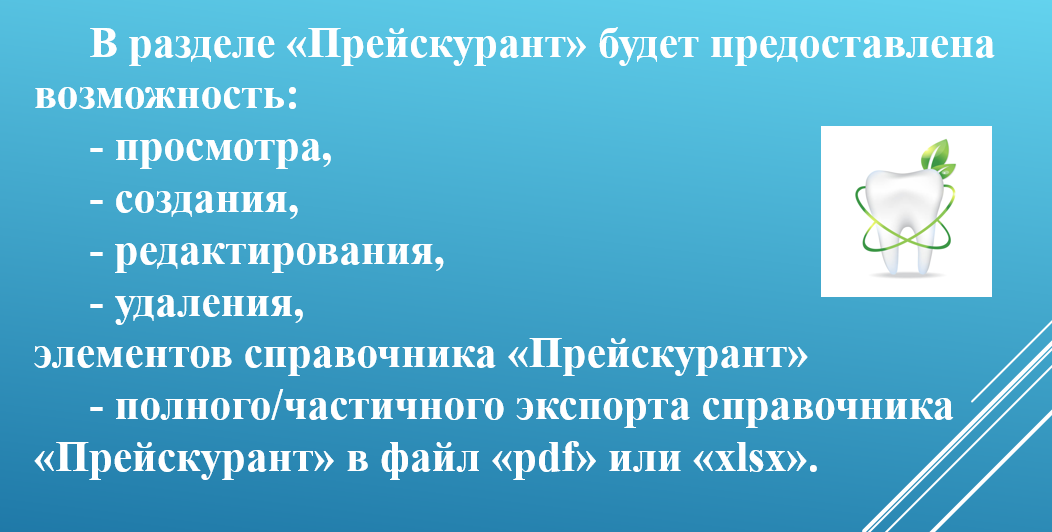 В разделе «Прейскурант» будет предоставлена
возможность:
- просмотра,
- создания,
- редактирования,
- удаления,
элементов справочника «Прейскурант»
- полного/частичного экспорта справочника
«Прейскурант» в файл «pdf» или «xlsx».